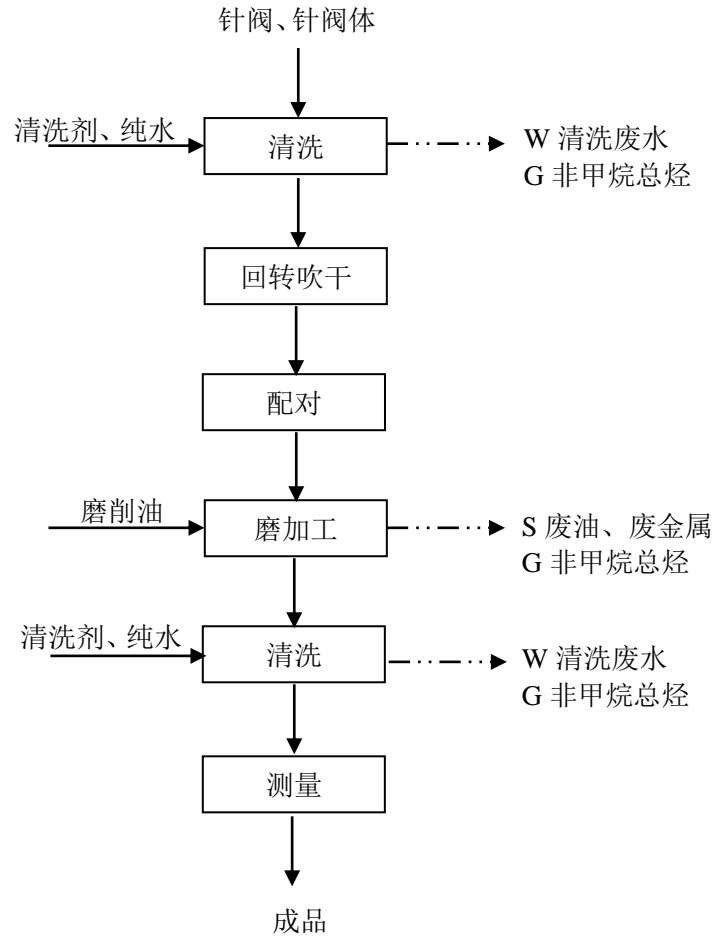 针阀、针阀体
清洗剂、纯水
清洗
W 清洗废水
G 非甲烷总烃
回转吹干
配对
磨削油
磨加工
S 废油、废金属
G 非甲烷总烃
清洗剂、纯水
清洗
W 清洗废水
G 非甲烷总烃
测量
成品